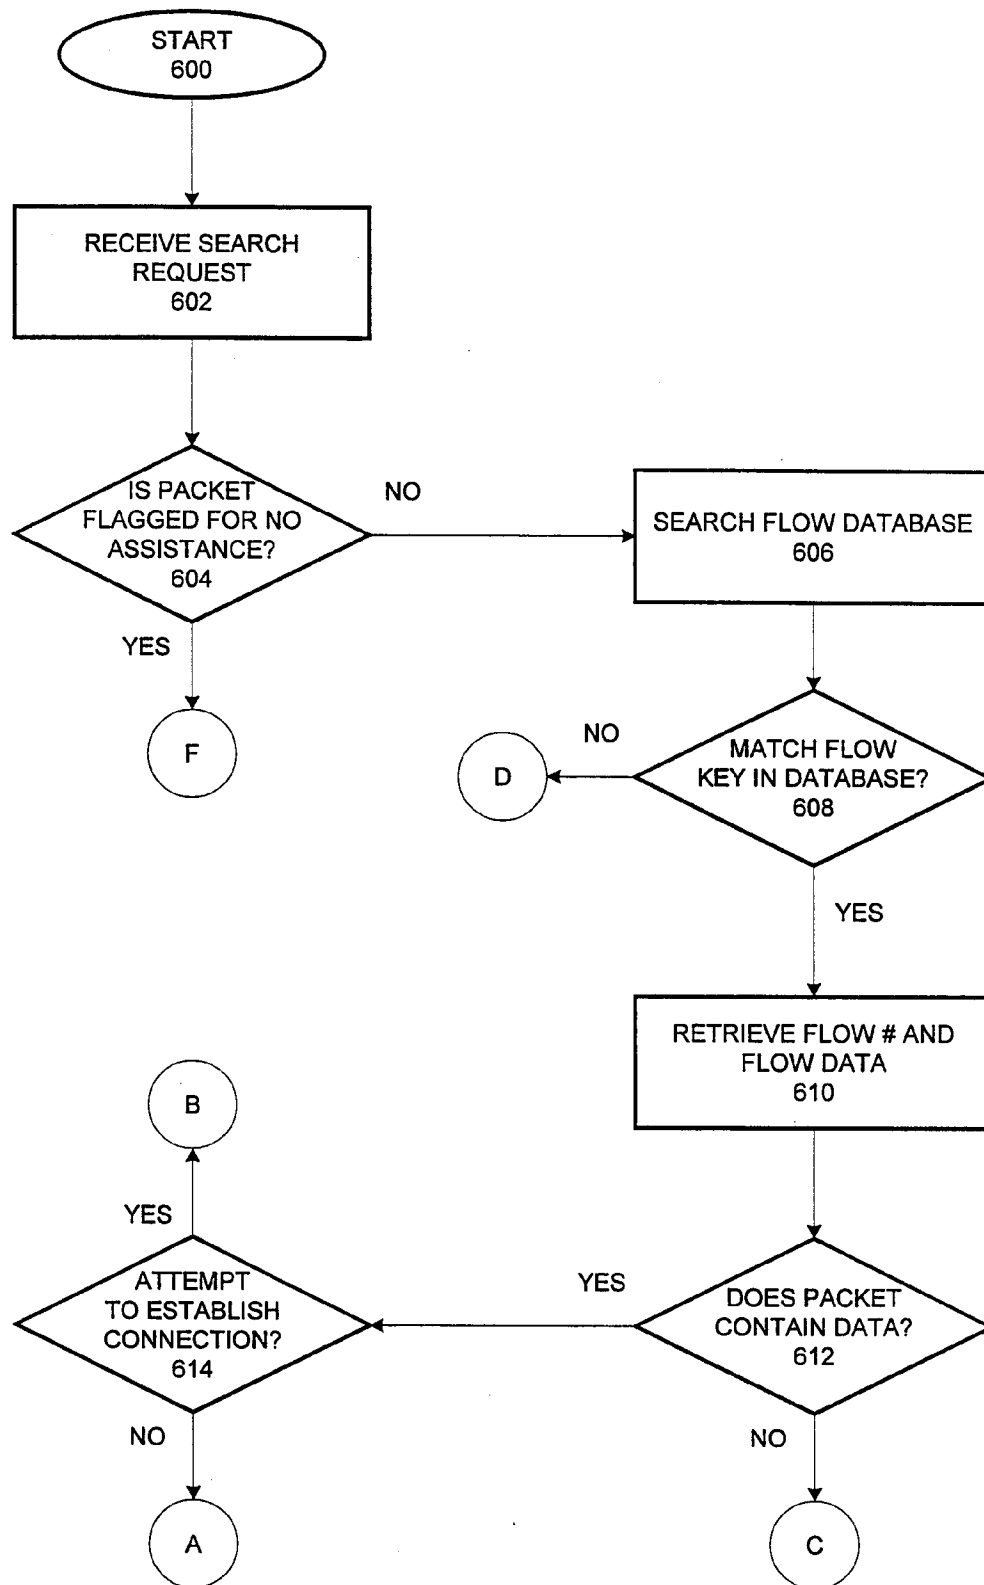 START
600
RECEIVE SEARCH
REQUEST
602
IS PACKET
FLAGGED FOR NO
ASSISTANCE?
604
NO
YES
F
SEARCH FLOW DATABASE
606
MATCH FLOW
KEY IN DATABASE?
608
NO
D
YES
RETRIEVE FLOW # AND
FLOW DATA
610
DOES PACKET
CONTAIN DATA?
612
YES
NO
C
ATTEMPT
TO ESTABLISH
CONNECTION?
614
YES
B
NO
A